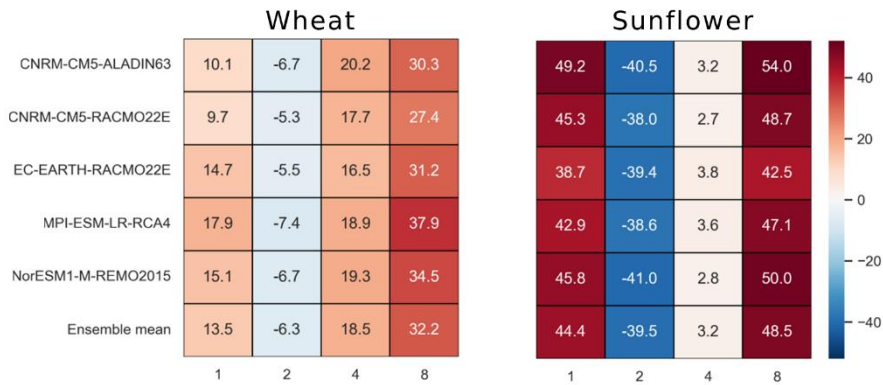 Wheat Sunflower
CNRM-CM5-ALADIN63 10.1 -6.7 20.2 30.3 49.2 -40.5 3.2 54.0
40
CNRM-CM5-RACMO22E 9.7 -5.3 17.7 27.4 45.3 -38.0 2.7 48.7
20
EC-EARTH-RACMO22E 14.7 -5.5 16.5 31.2 38.7 -39.4 3.8 42.5
0
MPI-ESM-LR-RCA4 17.9 -7.4 18.9 37.9 42.9 -38.6 3.6 47.1
−20
NorESM1-M-REMO2015 15.1 -6.7 19.3 34.5 45.8 -41.0 2.8 50.0
−40
Ensemble mean 13.5 -6.3 18.5 32.2 44.4 -39.5 3.2 48.5
1 2 4 8 1 2 4 8